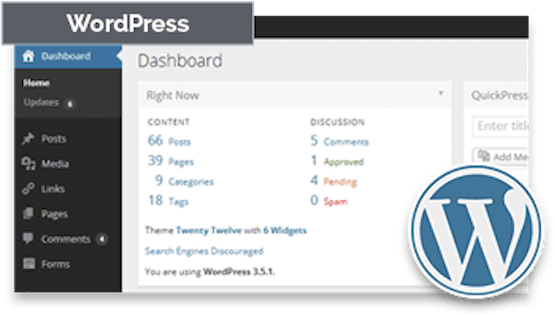 WordPress
Dashboard
Home
Updates 6
Posts
Media
Links
Pages
Comments 4
Forms
Dashboard
Right Now
CONTENT
66 Posts
39 Pages
9 Categories
18 Tags
DISCUSSION
5 Comments
1 Approved
4 Pending
0 Spam
Theme Twenty Twelve with 6 Widgets
Search Engines Discouraged
You are using WordPress 3.5.1.
QuickPress
Enter title
Add Me
W